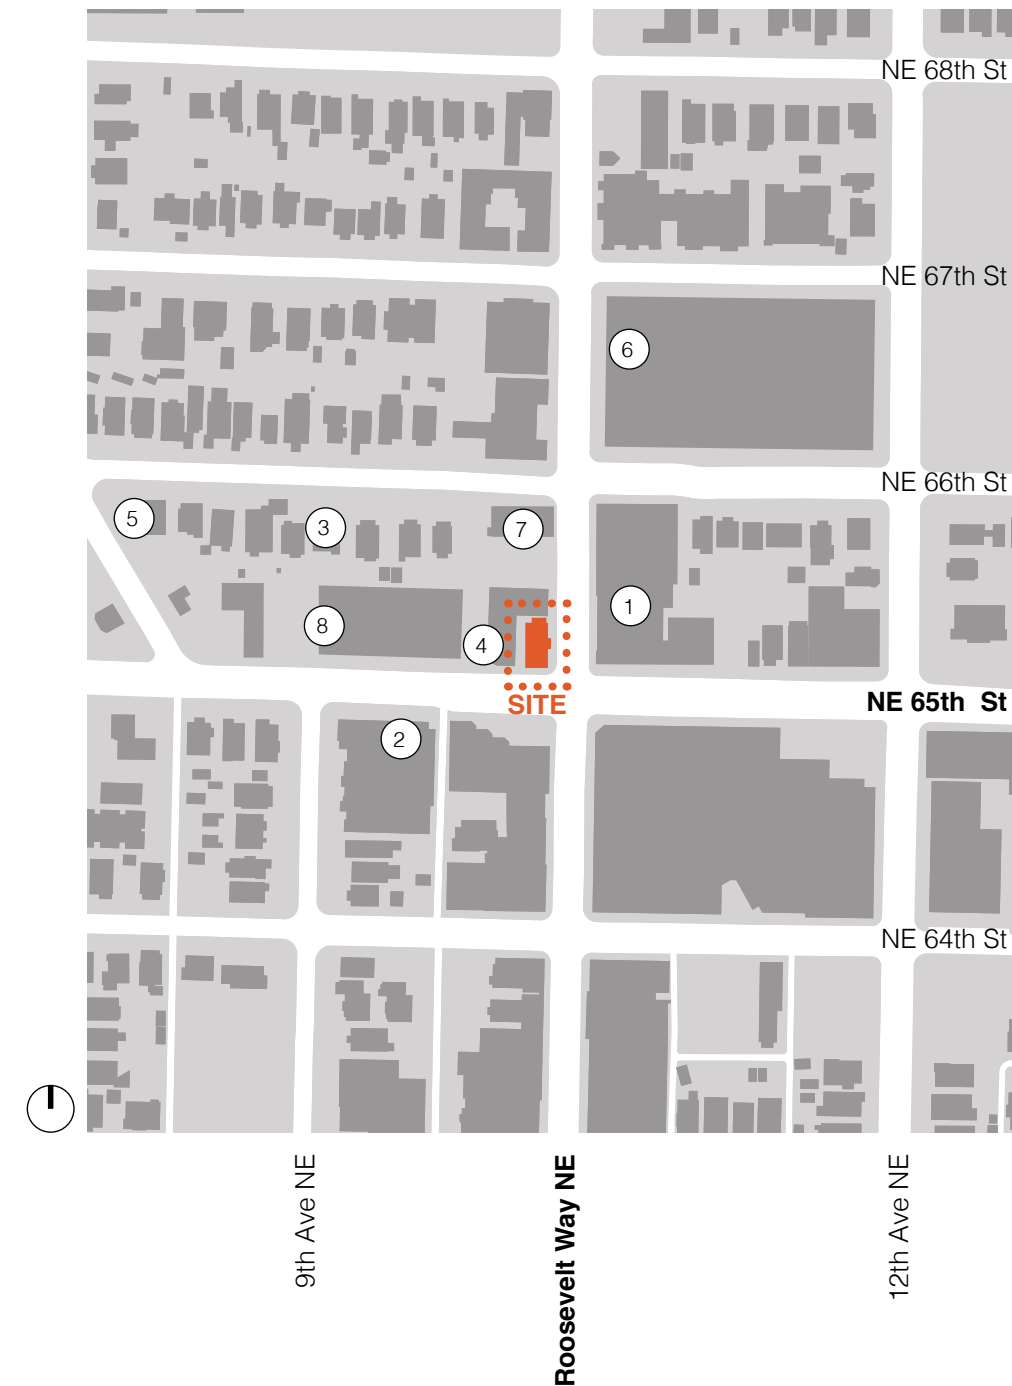 NE 68th St
NE 67th St
6
NE 66th St
5
3
7
1
8
4
SITE
NE 65th St
2
NE 64th St
9th Ave NE
Roosevelt Way NE
12th Ave NE